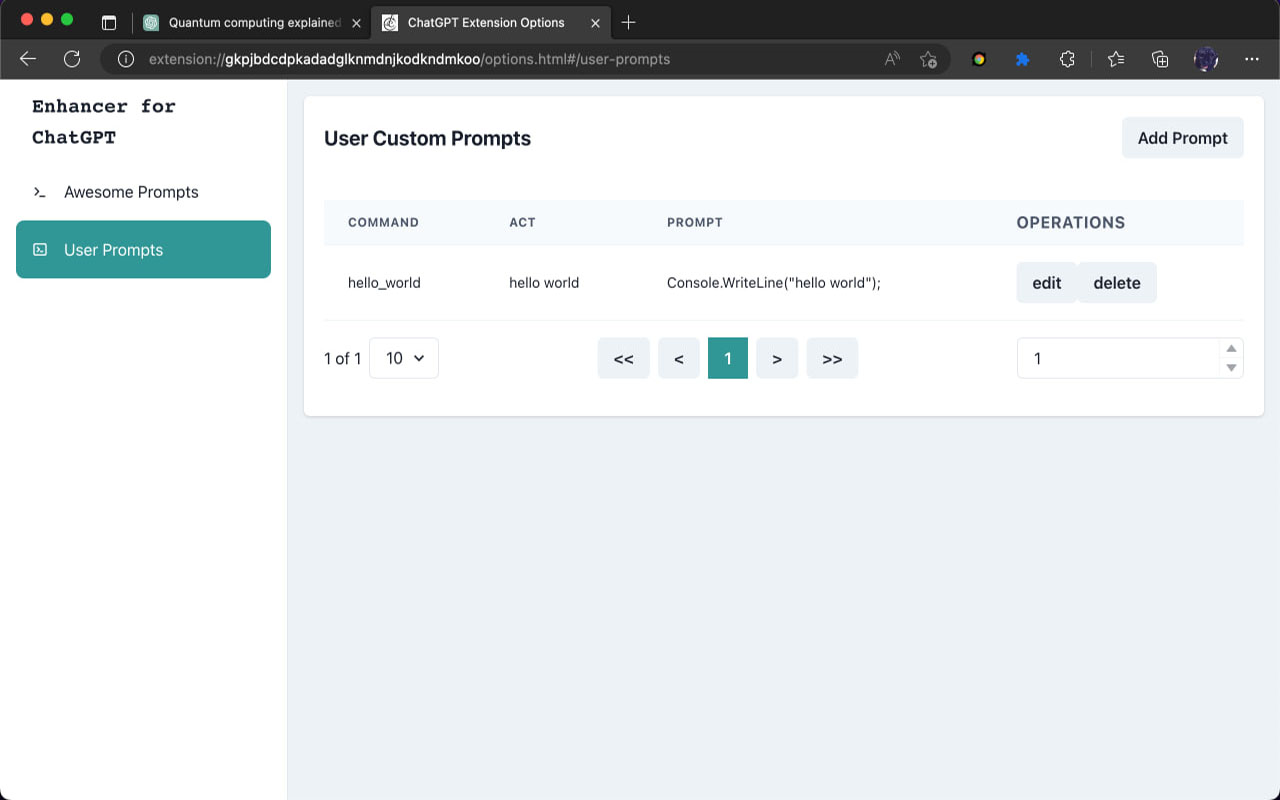 Quantum computing explained
ChatGPT Extension Options
extension://gkpjbdcdpkadadglknmdnjkodkndmkoo/options.html#/user-prompts
Enhancer for
ChatGPT
Awesome Prompts
User Prompts
User Custom Prompts
Add Prompt
COMMAND ACT PROMPT OPERATIONS
hello_world hello world Console.WriteLine("hello world"); edit delete
1 of 1 10 << < 1 > >> 1